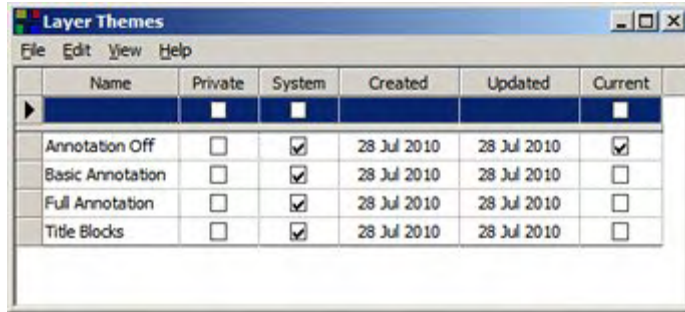 Layer Themes
File Edit View Help
Name Private System Created Updated Current
Annotation Off 28 Jul 2010 28 Jul 2010
Basic Annotation 28 Jul 2010 28 Jul 2010
Full Annotation 28 Jul 2010 28 Jul 2010
Title Blocks 28 Jul 2010 28 Jul 2010